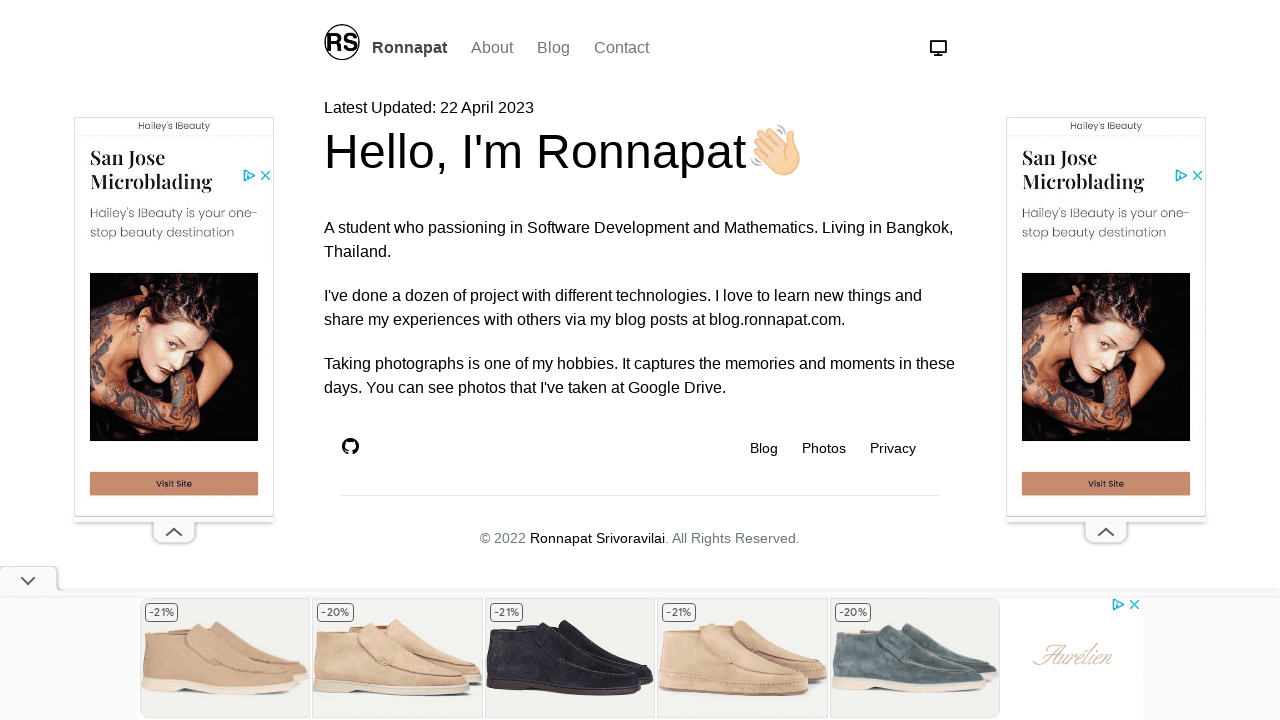 RS Ronnapat About Blog Contact
Latest Updated: 22 April 2023
Hello, I'm Ronnapat
A student who passioning in Software Development and Mathematics. Living in Bangkok,
Thailand.
I've done a dozen of project with different technologies. I love to learn new things and
share my experiences with others via my blog posts at blog.ronnapat.com.
Taking photographs is one of my hobbies. It captures the memories and moments in these
days. You can see photos that I've taken at Google Drive.
Blog Photos Privacy
© 2022 Ronnapat Srivoravilai. All Rights Reserved.
Hailey's IBeauty
San Jose
Microblading
Hailey's IBeauty is your one-
stop beauty destination
Visit Site
Hailey's IBeauty
San Jose
Microblading
Hailey's IBeauty is your one-
stop beauty destination
Visit Site
-21% -20% -21% -21% -20%
Aurélien